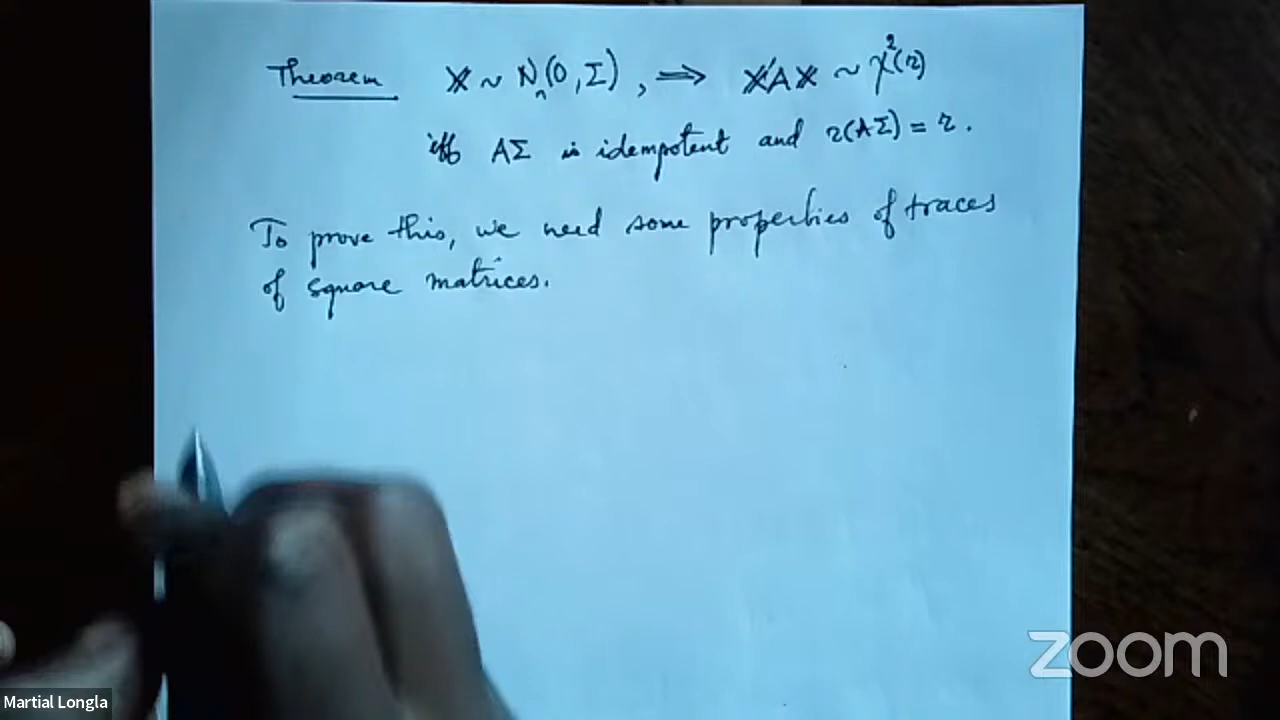 Theorem X ~ N_n(0, Σ), ⟹ X'AX ~ χ²(r)
iff AΣ is idempotent and r(AΣ) = r.
To prove this, we need some properties of traces
of square matrices.
zoom
Martial Longla